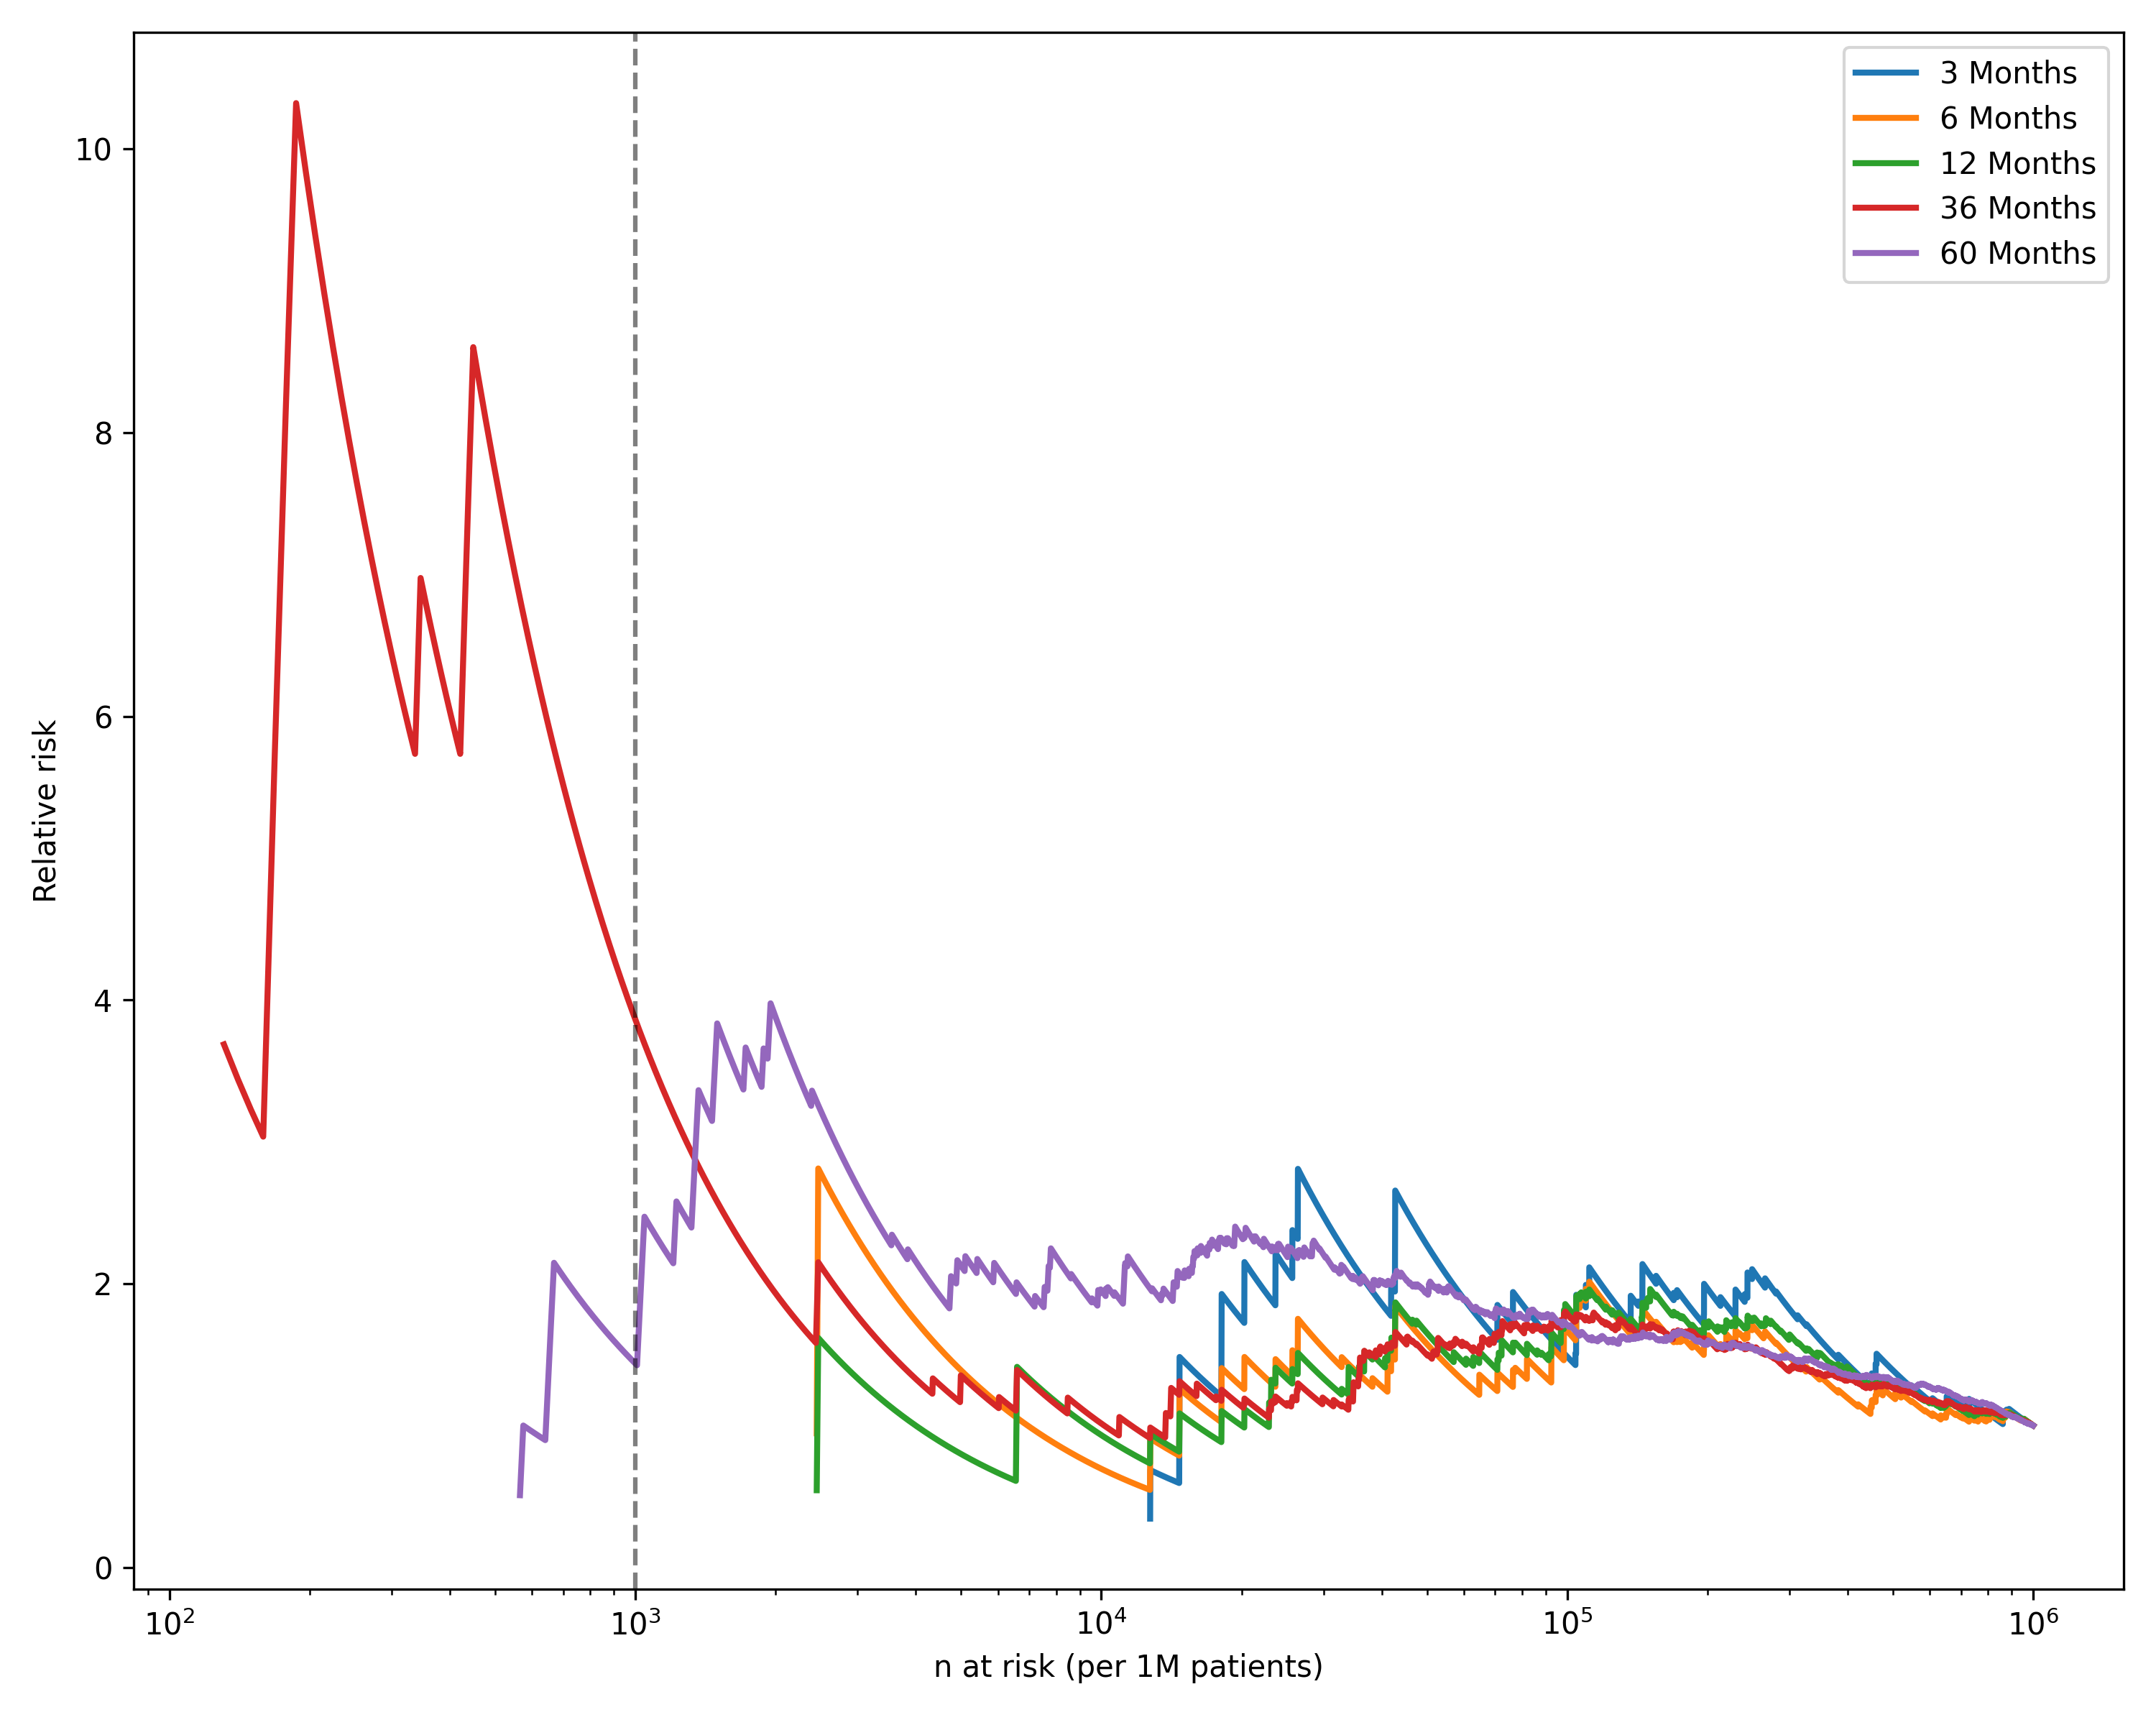 3 Months
6 Months
12 Months
36 Months
60 Months
10
8
6
4
2
0
Relative risk
10²
10³
10⁴
10⁵
10⁶
n at risk (per 1M patients)